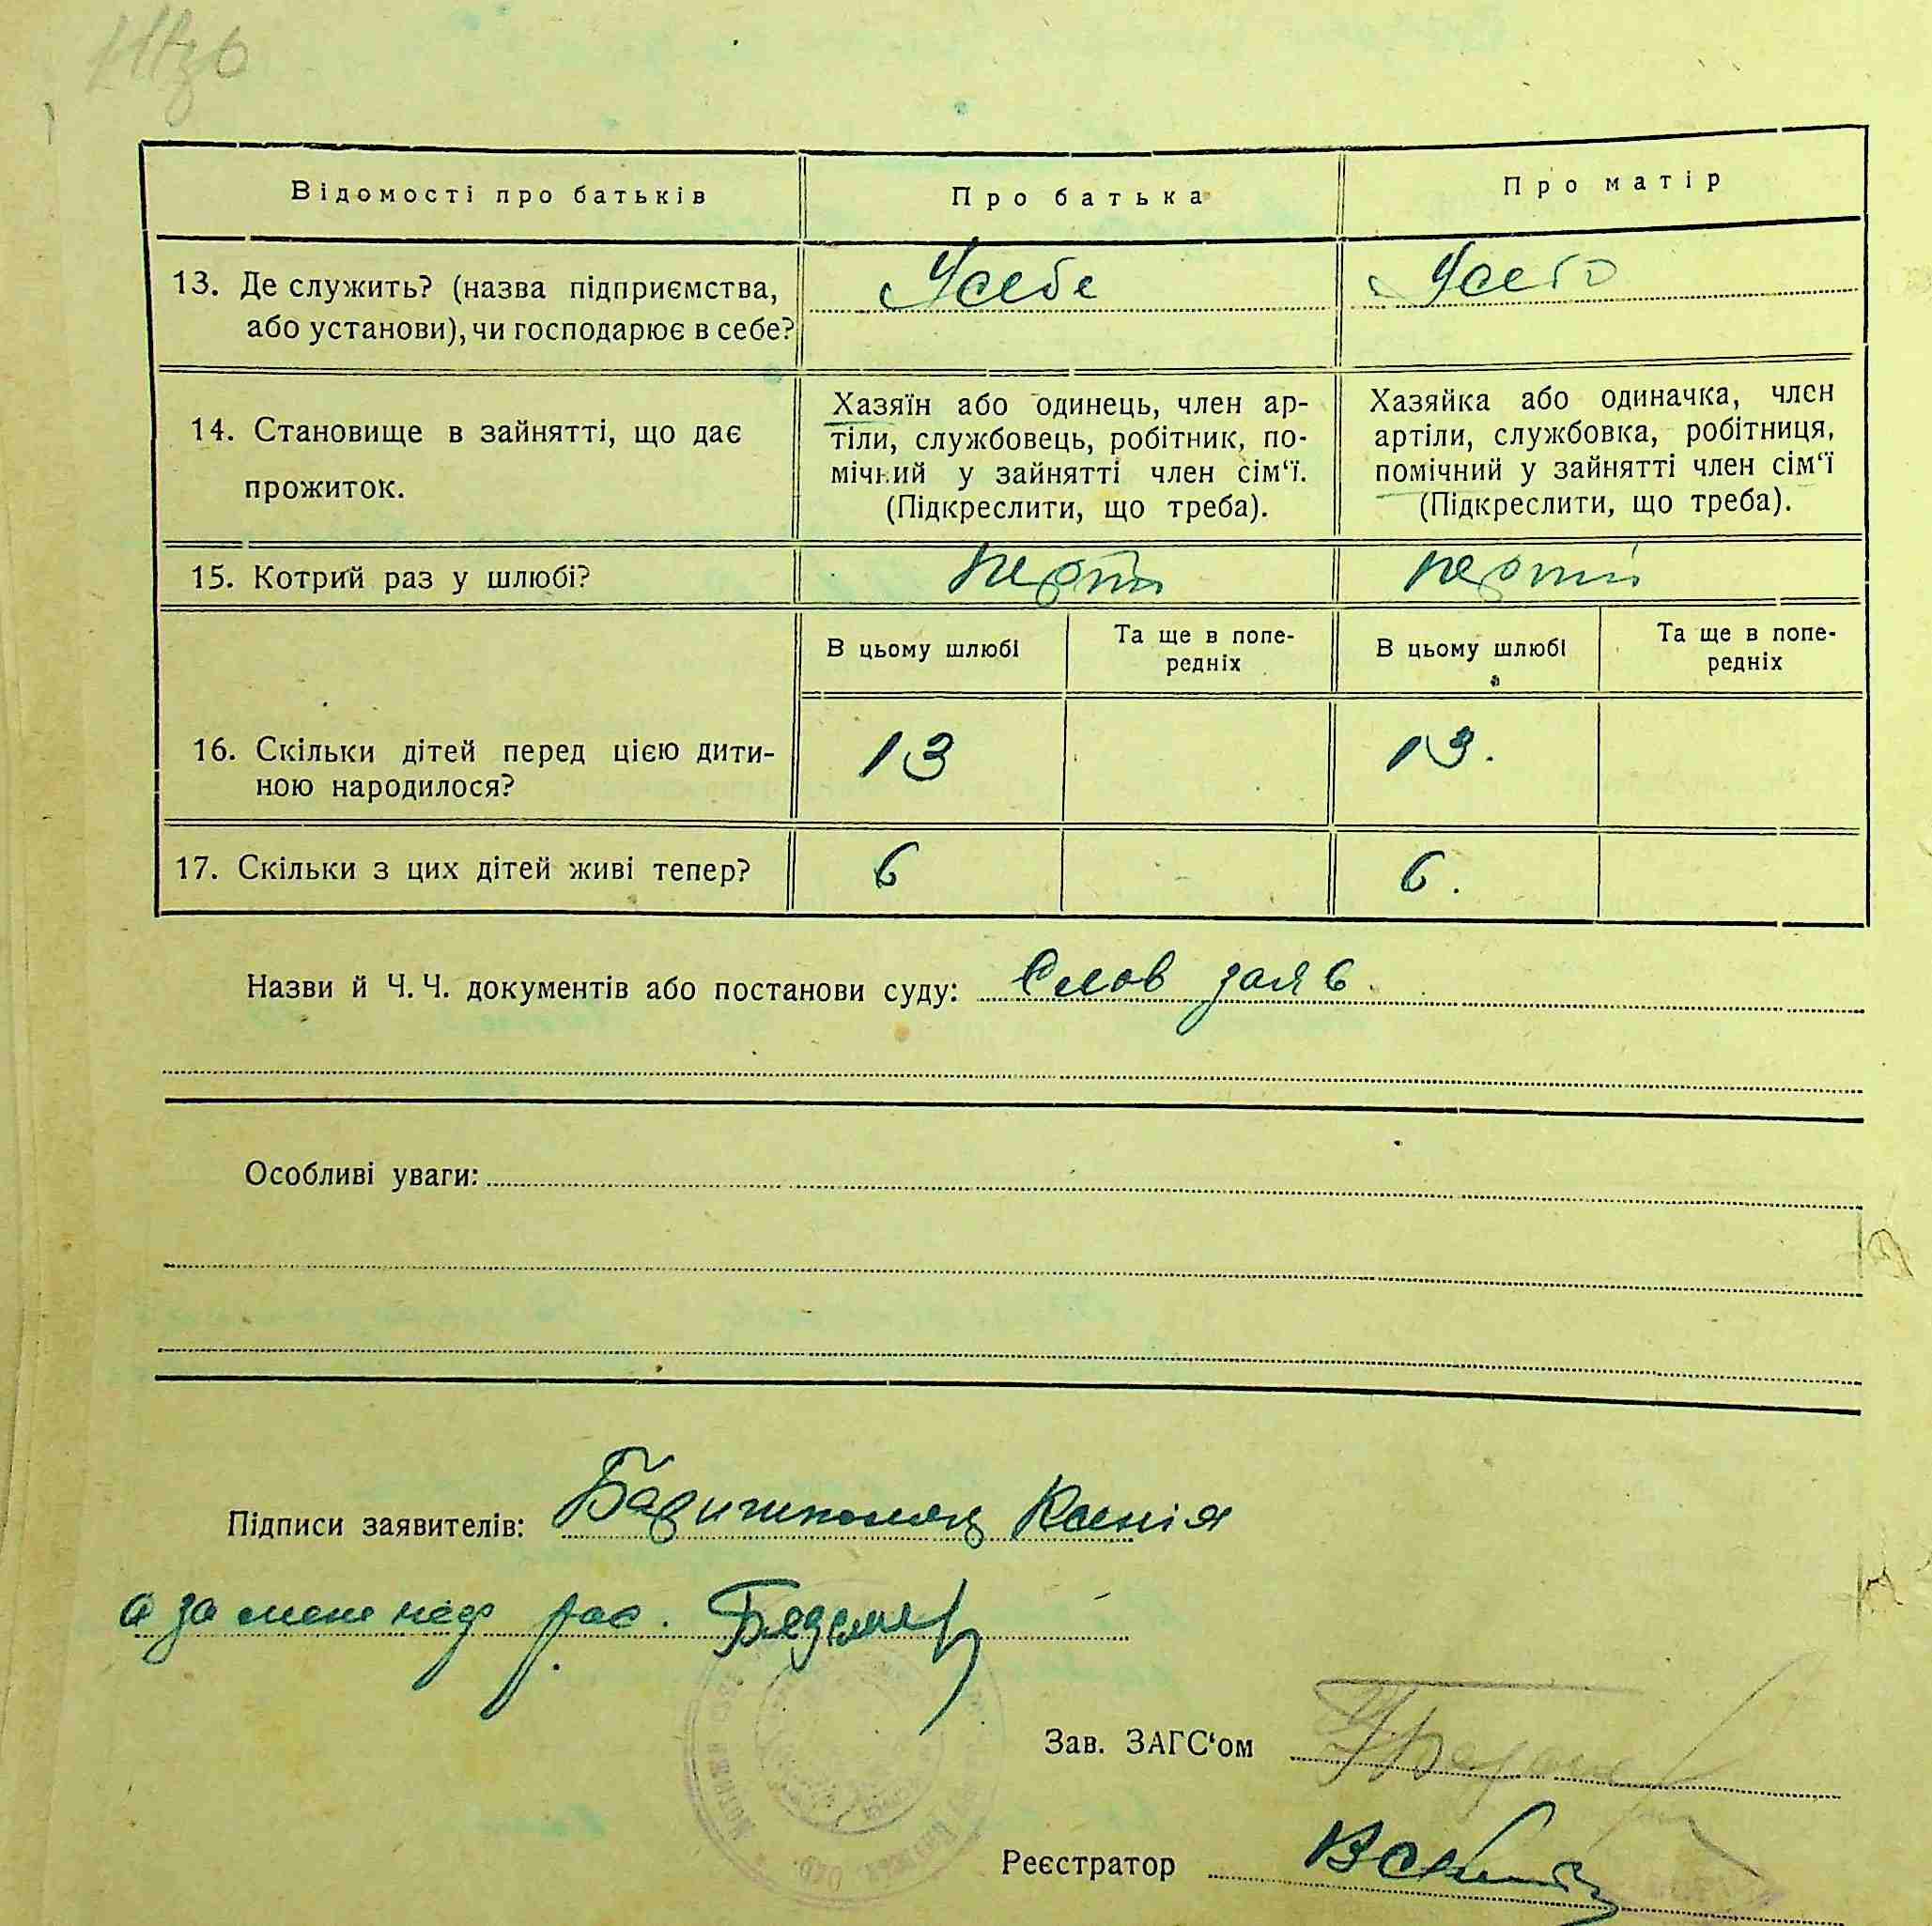 Відомості про батьків
Про батька
Про матір
13. Де служить? (назва підприємства,
або установи), чи господарює в себе?
Усебе
Усебе
14. Становище в зайнятті, що дає
прожиток.
Хазяїн або одинець, член ар-
тіли, службовець, робітник, по-
мічний у зайнятті член сім‘ї.
(Підкреслити, що треба).
Хазяйка або одиначка, член
артіли, службовка, робітниця,
помічний у зайнятті член сім‘ї
(Підкреслити, що треба).
15. Котрий раз у шлюбі?
В цьому шлюбі
Та ще в попе-
редніх
В цьому шлюбі
Та ще в попе-
редніх
16. Скільки дітей перед цією дити-
ною народилося?
13
13.
17. Скільки з цих дітей живі тепер?
6
6.
Назви й Ч. Ч. документів або постанови суду: Слов заяв.
Особливі уваги:
Підписи заявителів: Ксенія
а за
Зав. ЗАГС‘ом
Реєстратор